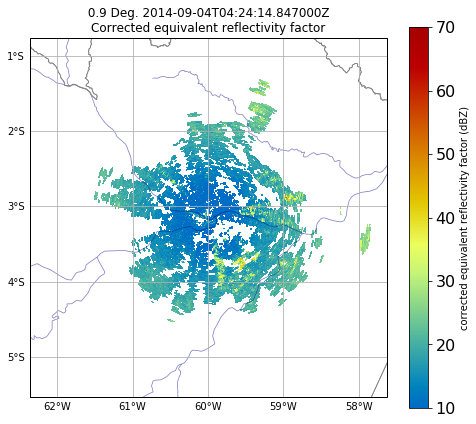 0.9 Deg. 2014-09-04T04:24:14.847000Z
Corrected equivalent reflectivity factor
1°S
2°S
3°S
4°S
5°S
62°W 61°W 60°W 59°W 58°W
70
60
50
40
30
20
10
corrected equivalent reflectivity factor (dBZ)